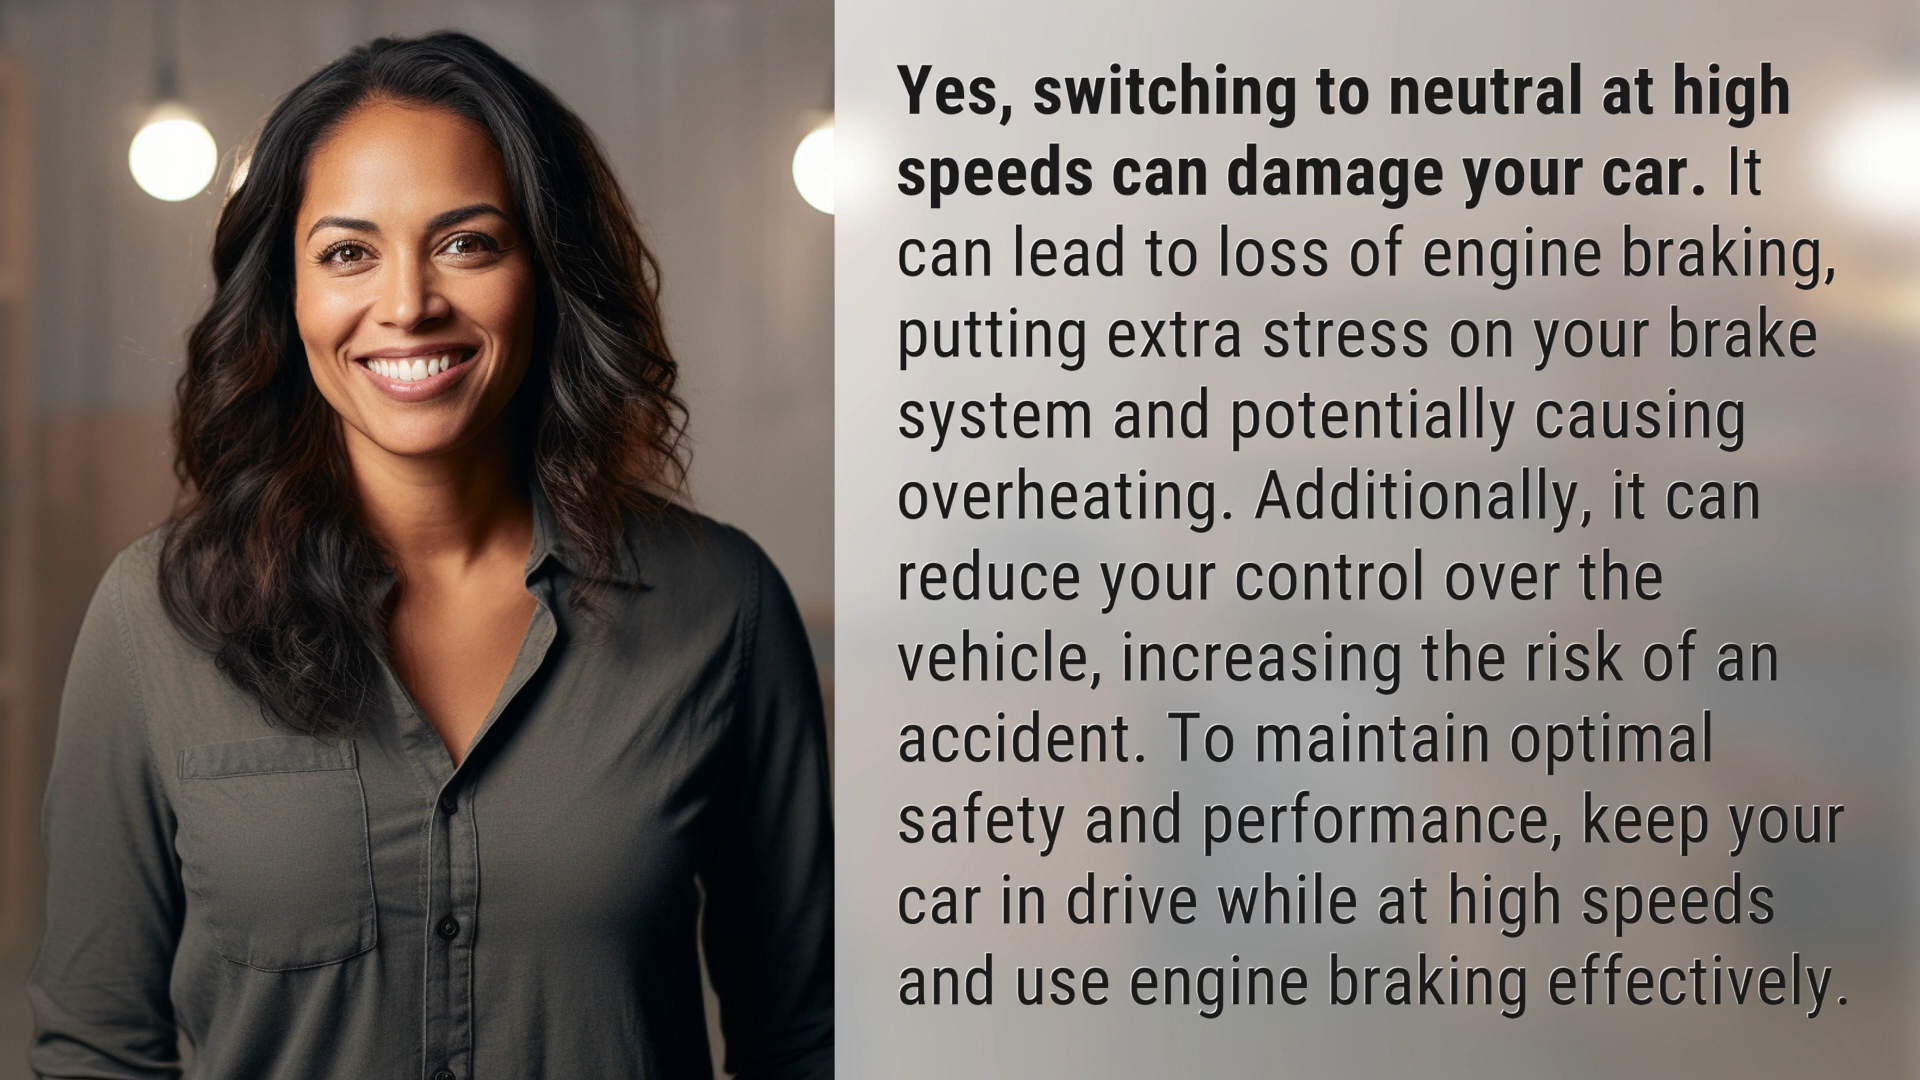 Yes, switching to neutral at high
speeds can damage your car. It
can lead to loss of engine braking,
putting extra stress on your brake
system and potentially causing
overheating. Additionally, it can
reduce your control over the
vehicle, increasing the risk of an
accident. To maintain optimal
safety and performance, keep your
car in drive while at high speeds
and use engine braking effectively.